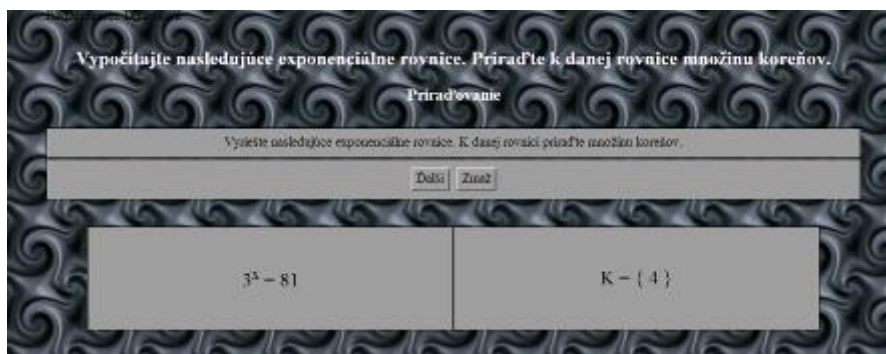 Vypočítajte nasledujúce exponenciálne rovnice. Priraďte k danej rovnice množinu koreňov.
Priraďovanie
Vyriešte nasledujúce exponenciálne rovnice. K danej rovnici priraďte množinu koreňov.
Ďalší Zmaž
3ˣ = 81
K = { 4 }